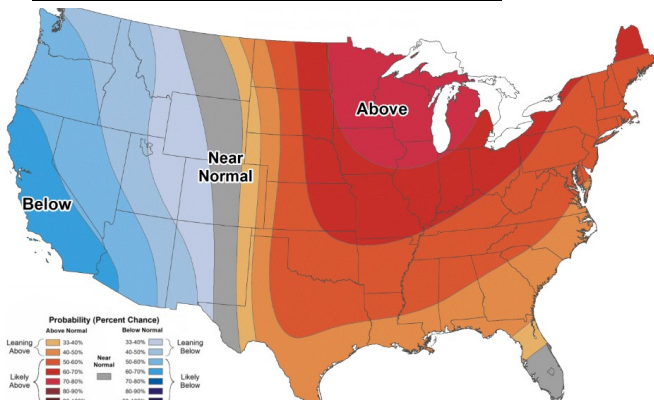 Above
Near
Normal
Below
Probability (Percent Chance)
Above Normal
Below Normal
Leaning
Above
33-40%
40-50%
Likely
Above
50-60%
60-70%
70-80%
80-90%
Near
Normal
33-40%
40-50%
Leaning
Below
50-60%
60-70%
70-80%
80-90%
Likely
Below